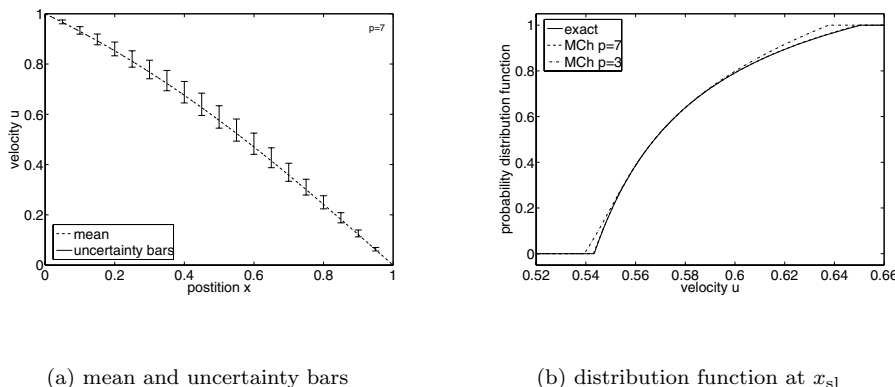 1
0.8
0.6
0.4
0.2
0
velocity u
p=7
mean
uncertainty bars
0 0.2 0.4 0.6 0.8 1
postition x
(a) mean and uncertainty bars
1
0.8
0.6
0.4
0.2
0
probability distribution function
exact
MCh p=7
MCh p=3
0.52 0.54 0.56 0.58 0.6 0.62 0.64 0.66
velocity u
(b) distribution function at xsl